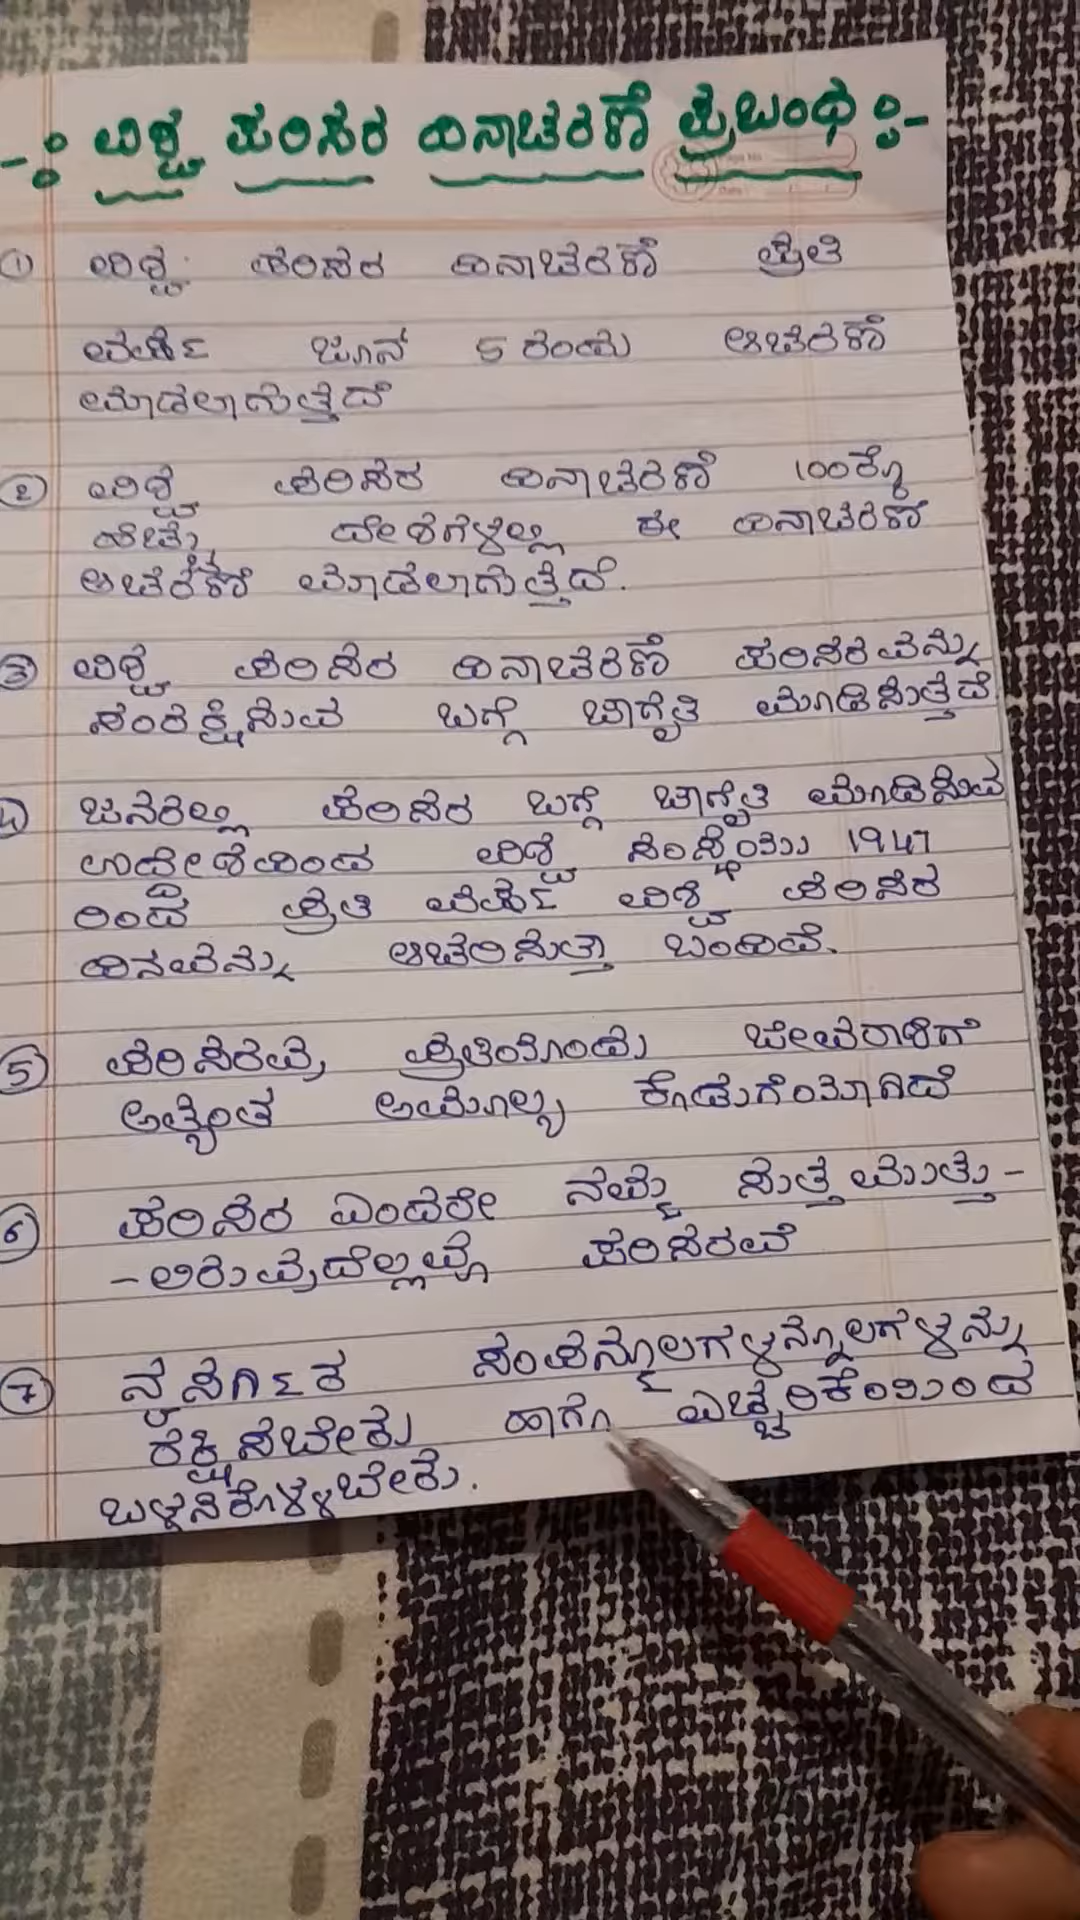 -: ವಿಶ್ವ ಪರಿಸರ ದಿನಾಚರಣೆ ಪ್ರಬಂಧ :-
① ವಿಶ್ವ ಪರಿಸರ ದಿನಾಚರಣೆ ಪ್ರತಿ
ವರ್ಷ ಜೂನ್ 5 ರಂದು ಆಚರಣೆ
ಮಾಡಲಾಗುತ್ತದೆ
② ವಿಶ್ವ ಪರಿಸರ ದಿನಾಚರಣೆ 100ಕ್ಕೂ
ಹೆಚ್ಚು ದೇಶಗಳಲ್ಲಿ ಈ ದಿನಾಚರಣೆ
ಆಚರಣೆ ಮಾಡಲಾಗುತ್ತದೆ.
③ ವಿಶ್ವ ಪರಿಸರ ದಿನಾಚರಣೆ ಪರಿಸರವನ್ನು
ಸಂರಕ್ಷಿಸುವ ಬಗ್ಗೆ ಜಾಗೃತಿ ಮೂಡಿಸುತ್ತದೆ
④ ಜನರಲ್ಲಿ ಪರಿಸರ ಬಗ್ಗೆ ಜಾಗೃತಿ ಮೂಡಿಸುವ
ಉದ್ದೇಶದಿಂದ ವಿಶ್ವ ಸಂಸ್ಥೆಯು 1947
ರಿಂದ ಪ್ರತಿ ವರ್ಷ ವಿಶ್ವ ಪರಿಸರ
ದಿನವನ್ನು ಆಚರಿಸುತ್ತಾ ಬಂದಿದೆ.
⑤ ಪರಿಸರವು ಪ್ರತಿಯೊಂದು ಜೀವರಾಶಿಗೆ
ಅತ್ಯಂತ ಅಮೂಲ್ಯ ಕೊಡುಗೆಯಾಗಿದೆ
⑥ ಪರಿಸರ ಎಂದರೇ ನಮ್ಮ ಸುತ್ತಮುತ್ತ-
-ಲಿರುವುದೆಲ್ಲವೂ ಪರಿಸರವೆ
⑦ ನೈಸರ್ಗಿಕ
ರಕ್ಷಿಸಬೇಕು ಹಾಗೂ ಎಚ್ಚರಿಕೆಯಿಂದ
ಬಳಸಿಕೊಳ್ಳಬೇಕು.